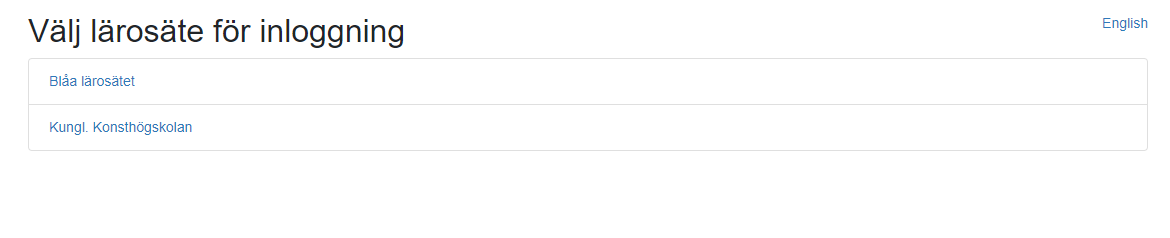 Välj lärosäte för inloggning
English
Blåa lärosätet
Kungl. Konsthögskolan